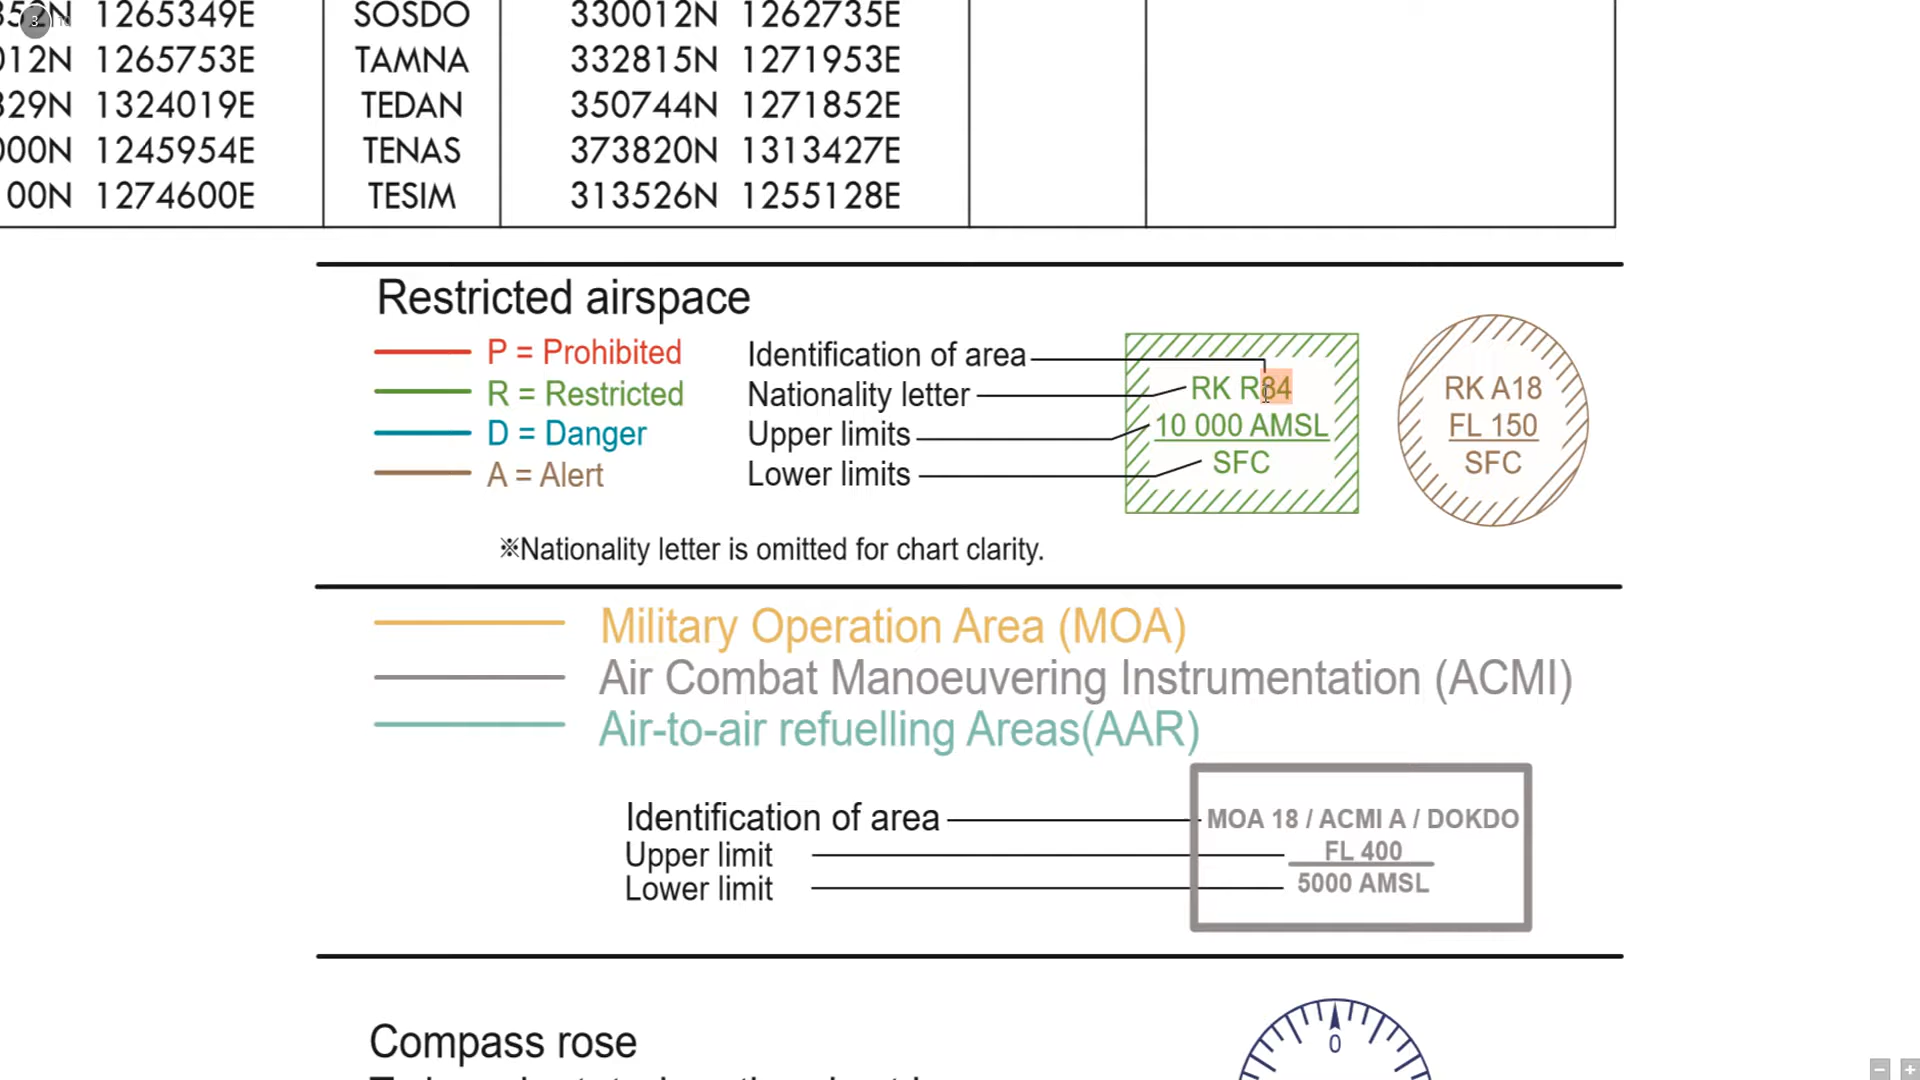 1265349E SOSDO 330012N 1262735E
012N 1265753E TAMNA 332815N 1271953E
329N 1324019E TEDAN 350744N 1271852E
000N 1245954E TENAS 373820N 1313427E
00N 1274600E TESIM 313526N 1255128E
Restricted airspace
P = Prohibited
R = Restricted
D = Danger
A = Alert
Identification of area
Nationality letter
Upper limits
Lower limits
RK R84
10 000 AMSL
SFC
RK A18
FL 150
SFC
※Nationality letter is omitted for chart clarity.
Military Operation Area (MOA)
Air Combat Manoeuvering Instrumentation (ACMI)
Air-to-air refuelling Areas(AAR)
Identification of area
Upper limit
Lower limit
MOA 18 / ACMI A / DOKDO
FL 400
5000 AMSL
Compass rose
0
3